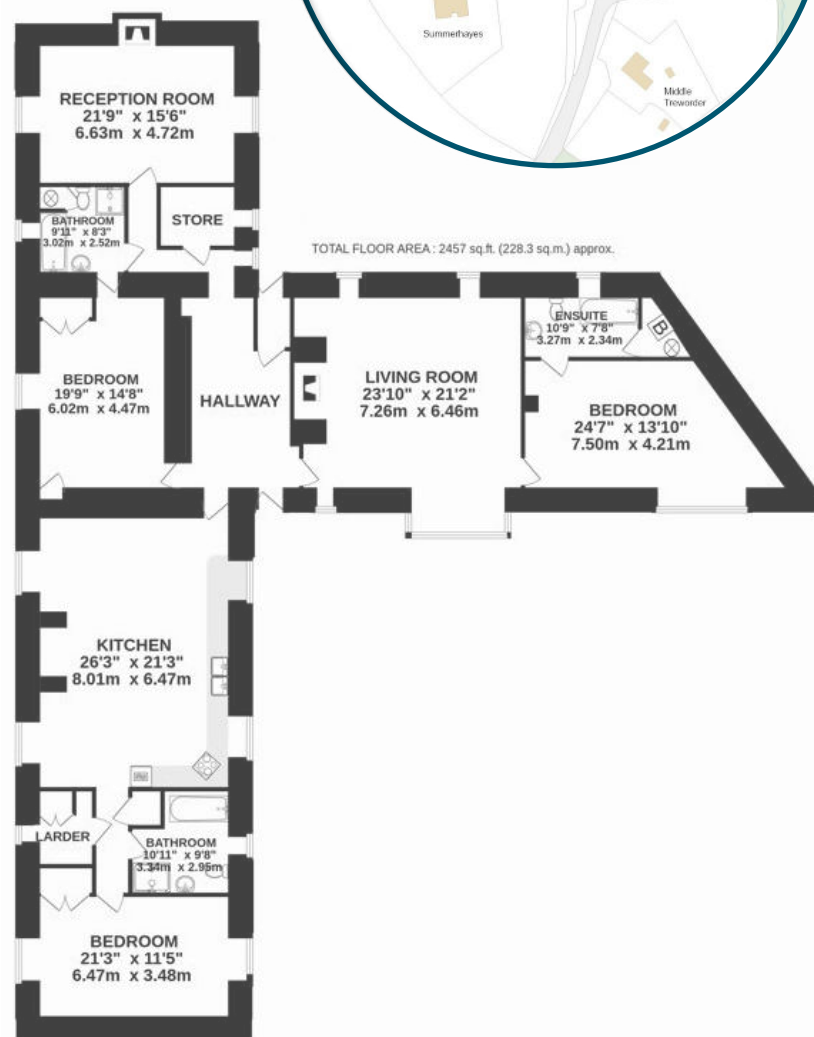 Summerhayes
Middle
Treworder
RECEPTION ROOM
21'9" x 15'6"
6.63m x 4.72m
BATHROOM
9'11" x 8'3"
3.02m x 2.52m
STORE
TOTAL FLOOR AREA : 2457 sq.ft. (228.3 sq.m.) approx.
BEDROOM
19'9" x 14'8"
6.02m x 4.47m
HALLWAY
LIVING ROOM
23'10" x 21'2"
7.26m x 6.46m
ENSUITE
10'9" x 7'8"
3.27m x 2.34m
B
BEDROOM
24'7" x 13'10"
7.50m x 4.21m
KITCHEN
26'3" x 21'3"
8.01m x 6.47m
LARDER
BATHROOM
10'11" x 9'8"
3.34m x 2.95m
BEDROOM
21'3" x 11'5"
6.47m x 3.48m